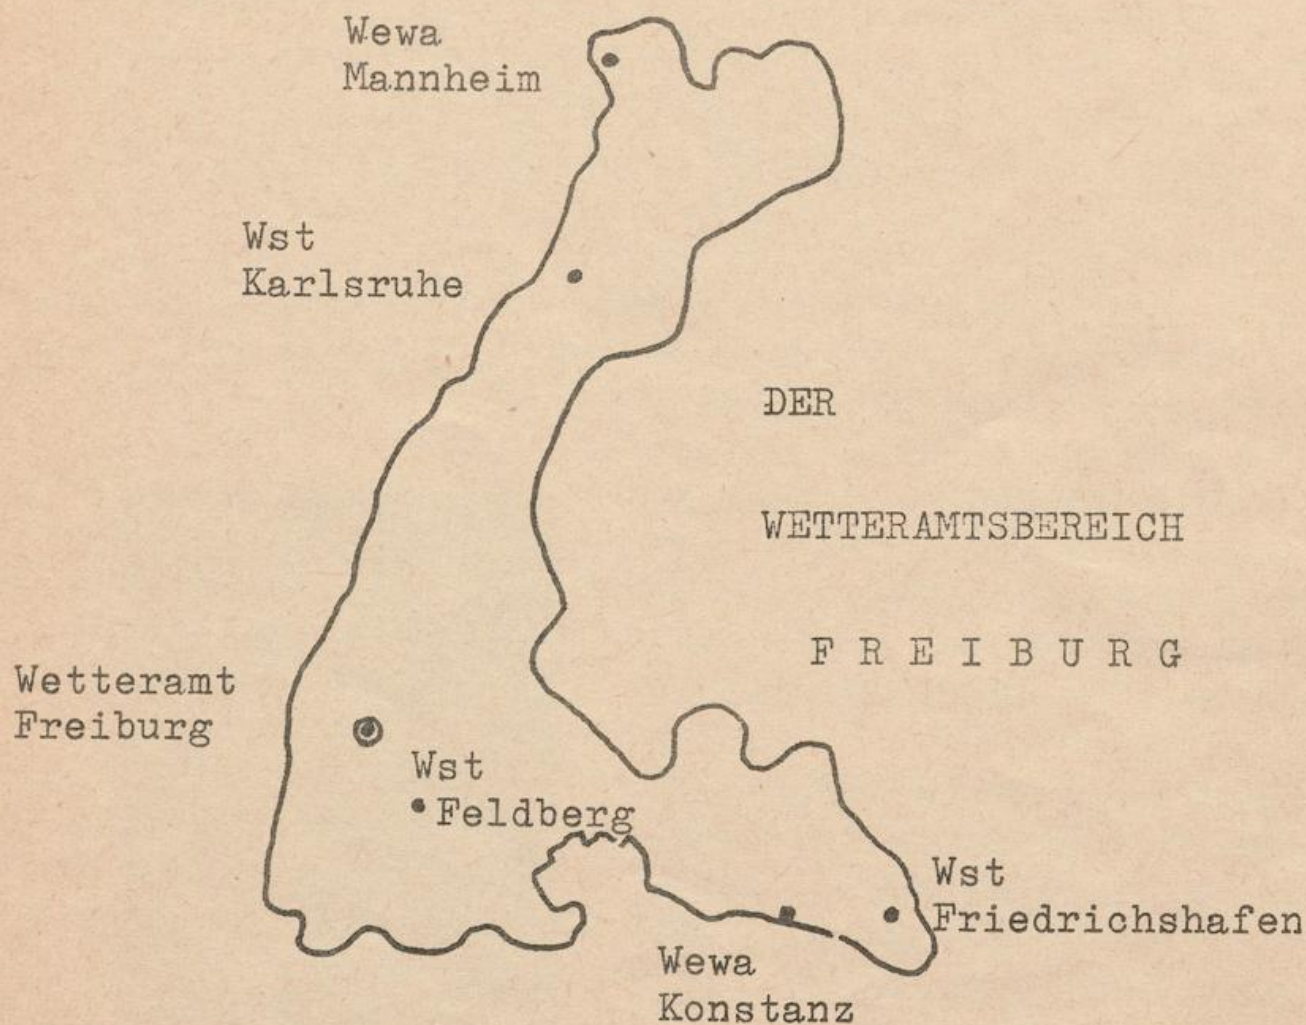 Wewa
Mannheim
Wst
Karlsruhe
DER
WETTERAMTSBEREICH
F R E I B U R G
Wetteramt
Freiburg
Wst
Feldberg
Wst
Friedrichshafen
Wewa
Konstanz